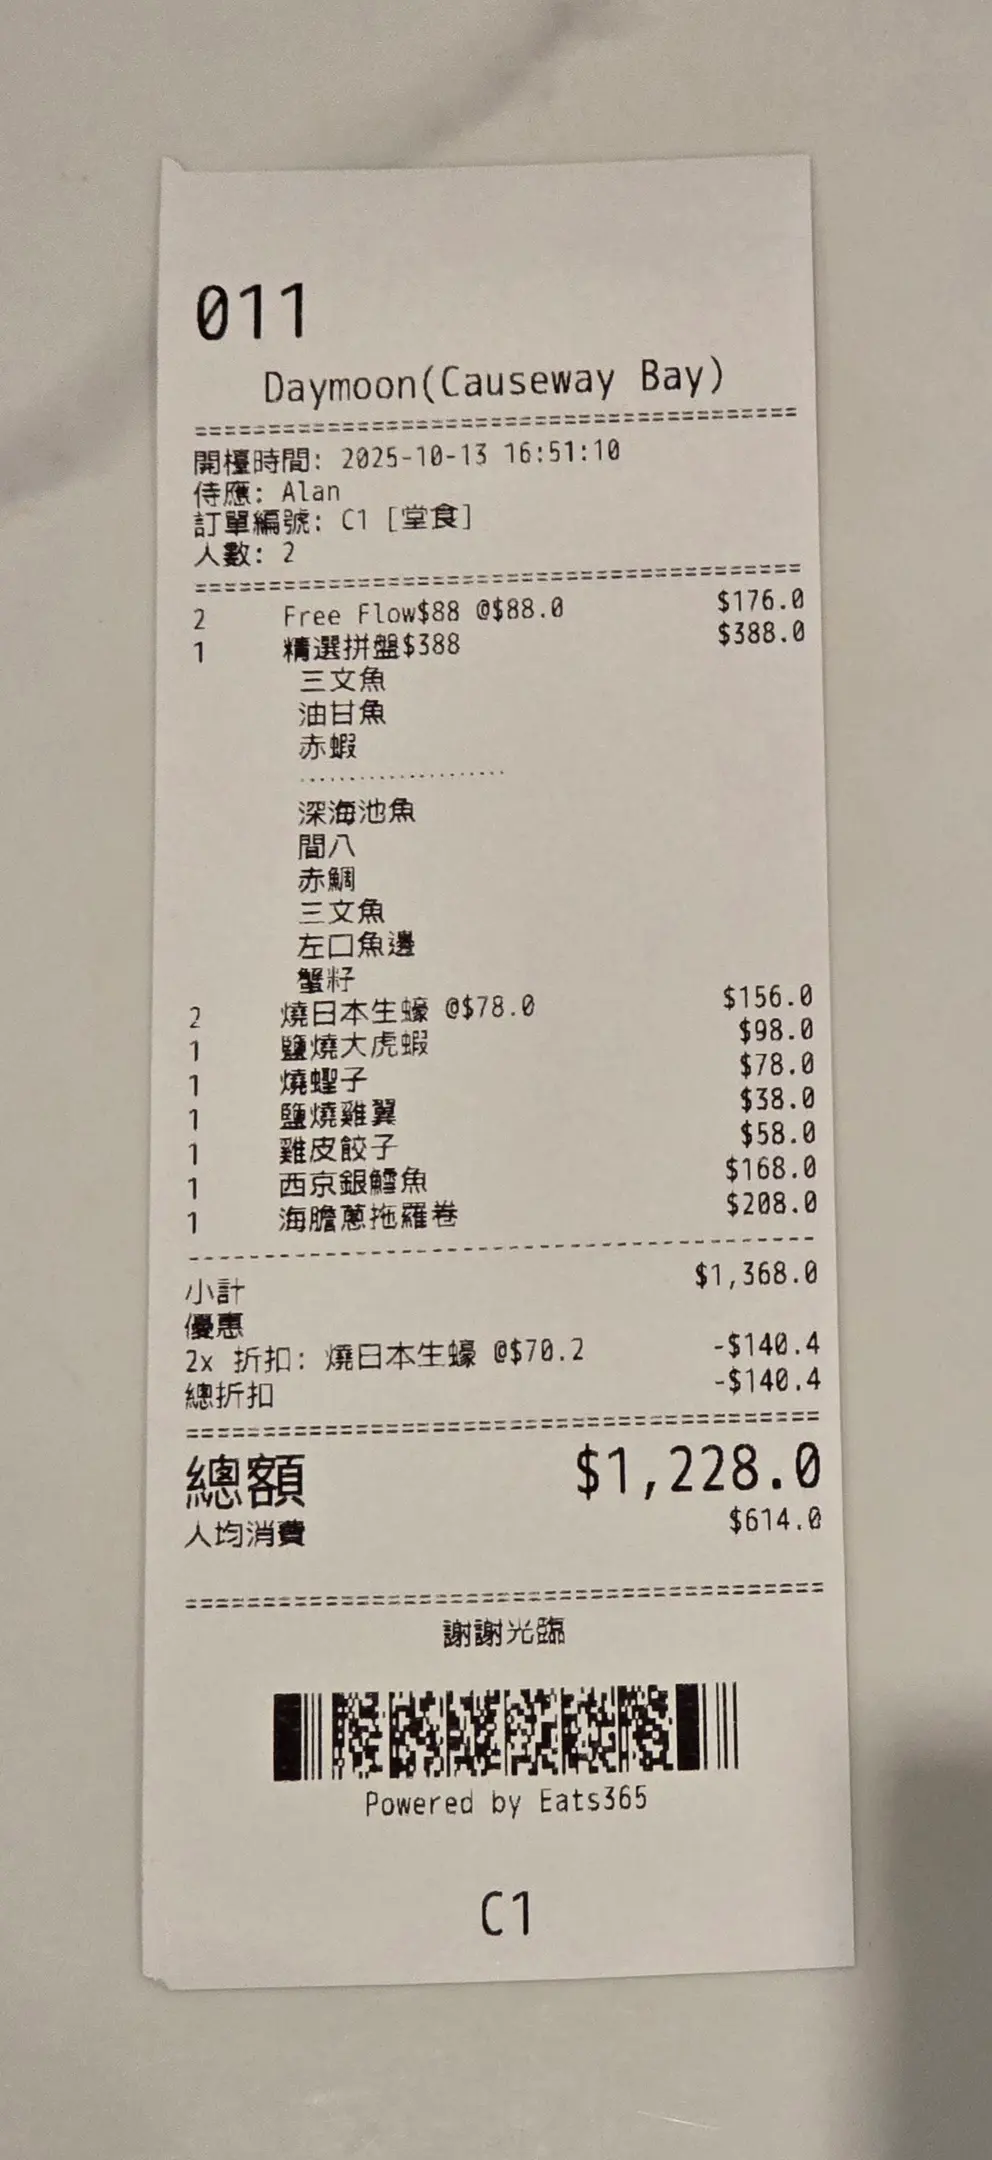 011
Daymoon(Causeway Bay)
=========================================
開檯時間: 2025-10-13 16:51:10
侍應: Alan
訂單編號: C1 [堂食]
人數: 2
=========================================
2 Free Flow$88 @$88.0 $176.0
1 精選拼盤$388 $388.0
三文魚
油甘魚
赤蝦
.....................
深海池魚
間八
赤鯛
三文魚
左口魚邊
蟹籽
2 燒日本生蠔 @$78.0 $156.0
1 鹽燒大虎蝦 $98.0
1 燒蟶子 $78.0
1 鹽燒雞翼 $38.0
1 雞皮餃子 $58.0
1 西京銀鱈魚 $168.0
1 海膽蔥拖羅卷 $208.0
-----------------------------------------
小計 $1,368.0
優惠
2x 折扣: 燒日本生蠔 @$70.2 -$140.4
總折扣 -$140.4
=========================================
總額 $1,228.0
人均消費 $614.0
=========================================
謝謝光臨
Powered by Eats365
C1